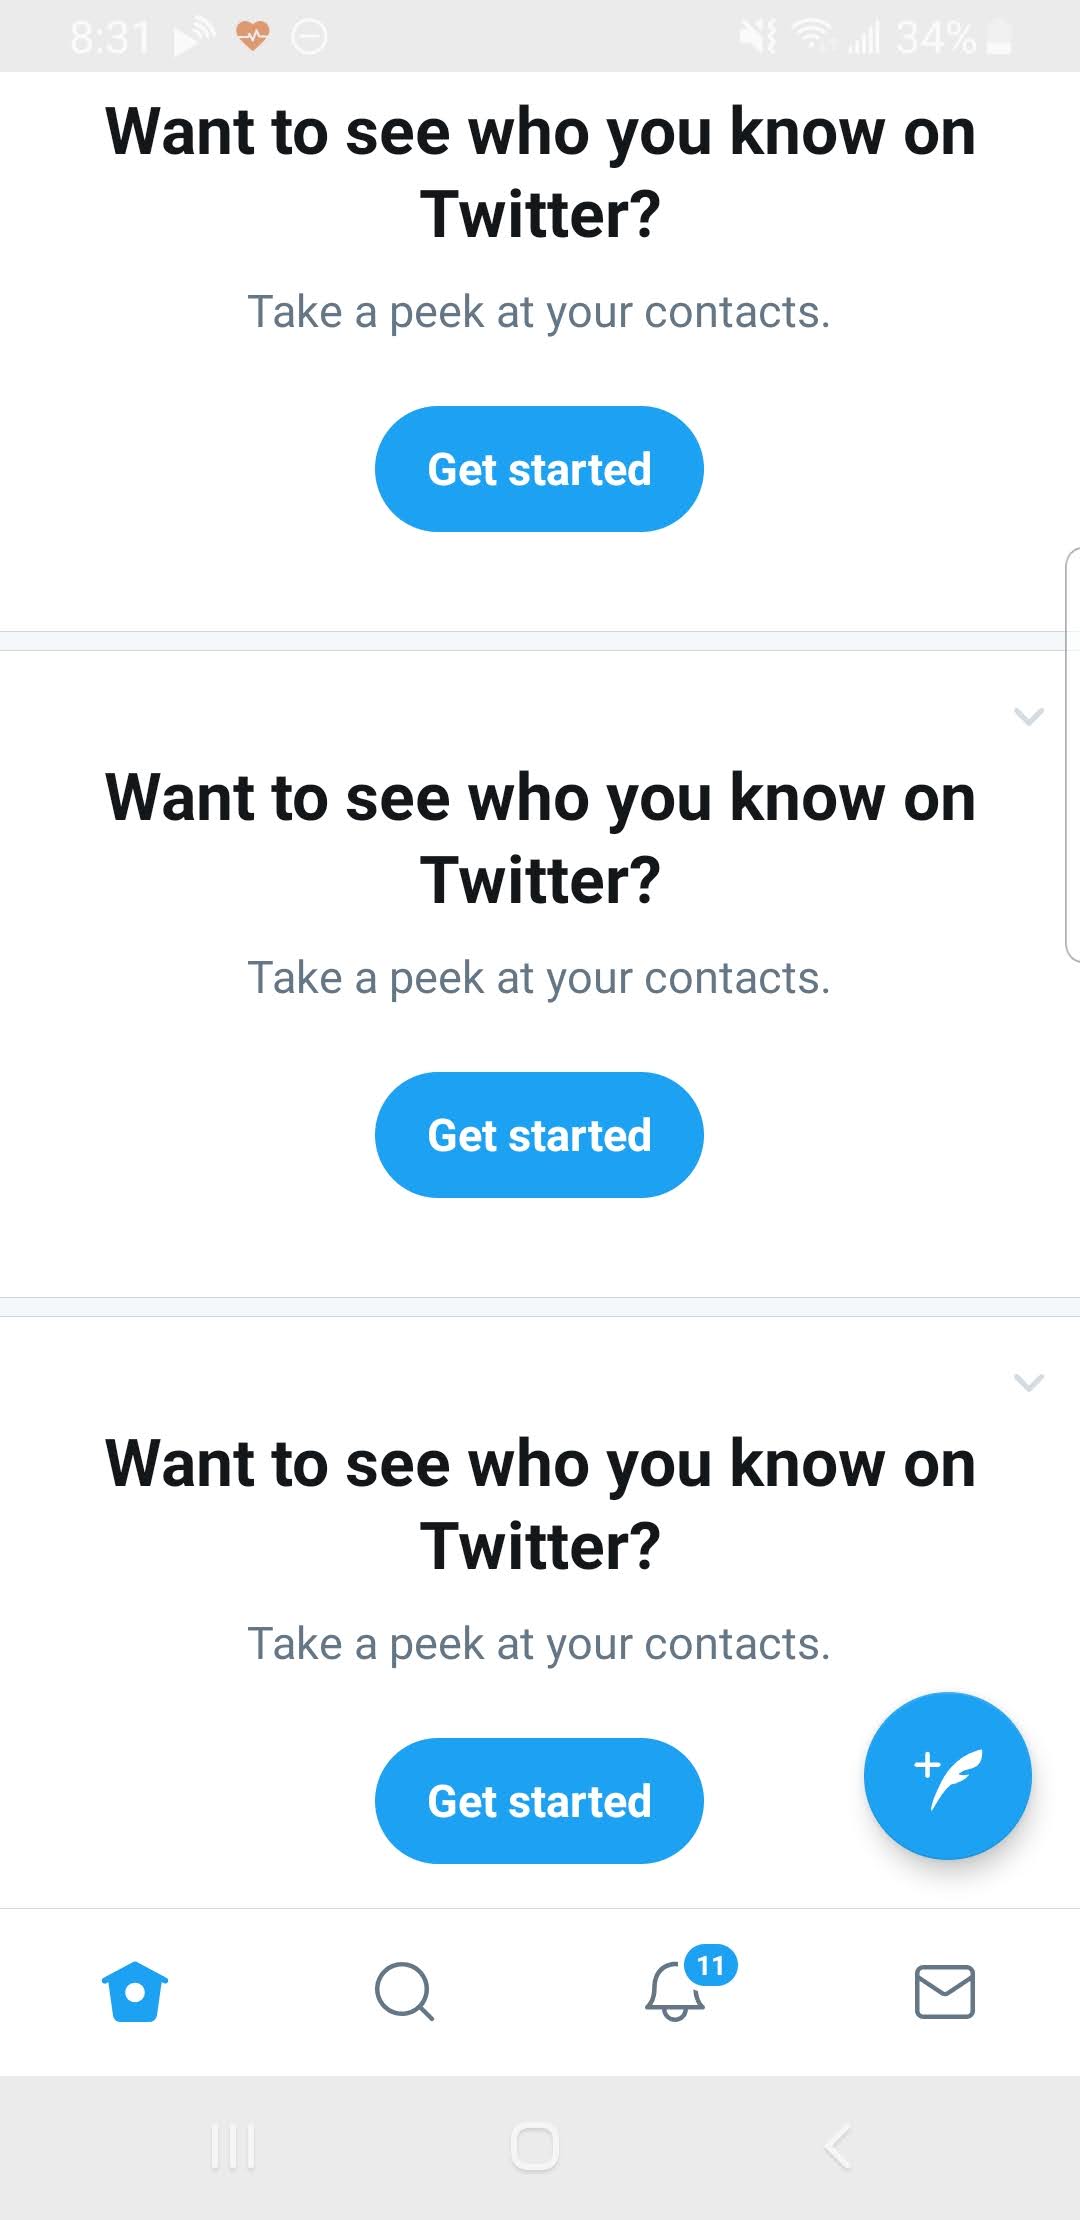 8:31 34%
Want to see who you know on
Twitter?
Take a peek at your contacts.
Get started
Want to see who you know on
Twitter?
Take a peek at your contacts.
Get started
Want to see who you know on
Twitter?
Take a peek at your contacts.
Get started
11